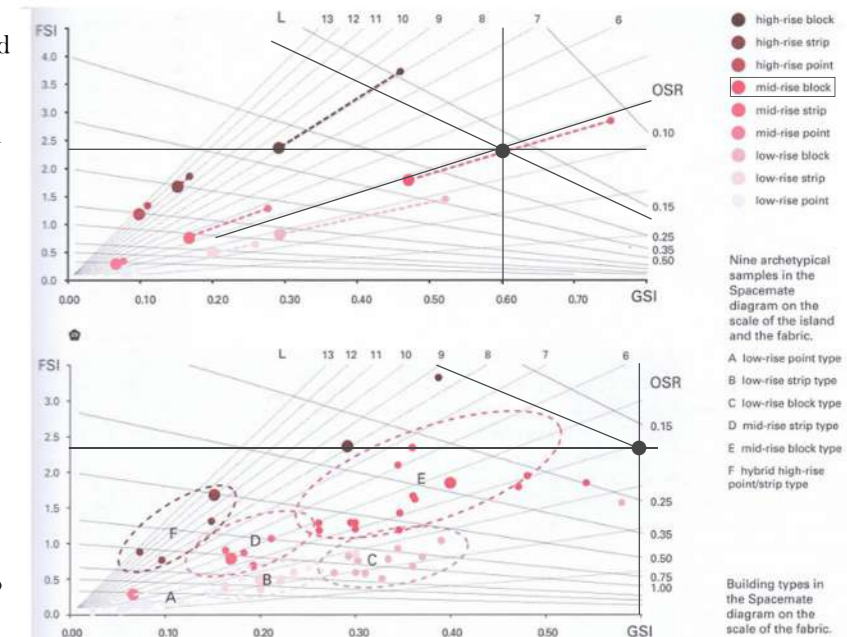 L 13 12 11 10 9 8 7 6
FSI
4.0
3.5
3.0
2.5
2.0
1.5
1.0
0.5
0.0
OSR
0.10
0.15
0.25
0.35
0.50
0.00 0.10 0.20 0.30 0.40 0.50 0.60 0.70
GSI
high-rise block
high-rise strip
high-rise point
mid-rise block
mid-rise strip
mid-rise point
low-rise block
low-rise strip
low-rise point
Nine archetypical
samples in the
Spacemate
diagram on the
scale of the island
and the fabric.
L 13 12 11 10 9 8 7 6
FSI
3.0
2.5
2.0
1.5
1.0
0.5
0.0
OSR
0.15
0.25
0.35
0.50
0.75
1.00
A
B
C
D
E
F
0.00 0.10 0.20 0.30 0.40 0.50
GSI
A low-rise point type
B low-rise strip type
C low-rise block type
D mid-rise strip type
E mid-rise block type
F hybrid high-rise
point/strip type
Building types in
the Spacemate
diagram on the
scale of the fabric.